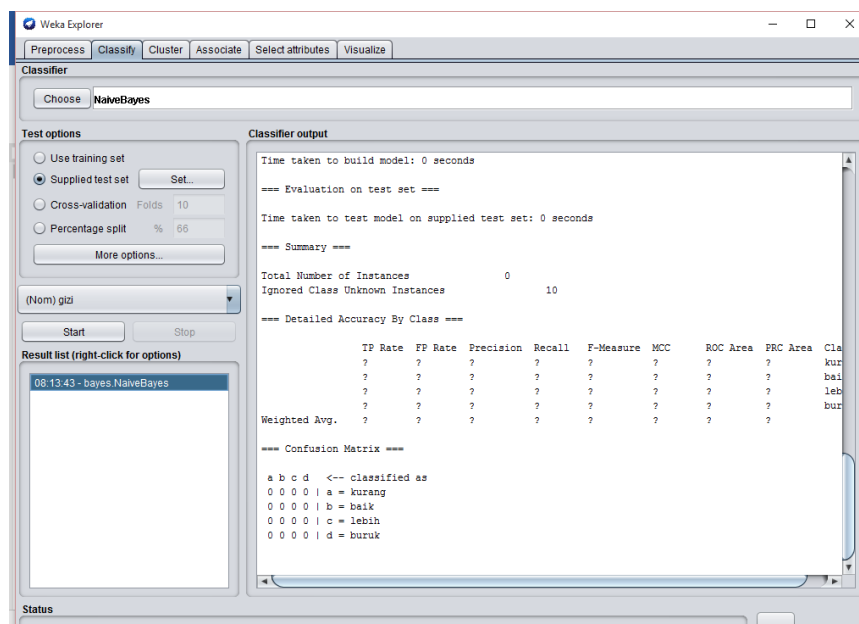 Weka Explorer
Preprocess Classify Cluster Associate Select attributes Visualize
Classifier
Choose NaiveBayes
Test options
Use training set
Supplied test set Set...
Cross-validation Folds 10
Percentage split % 66
More options...
(Nom) gizi
Start Stop
Result list (right-click for options)
08:13:43 - bayes.NaiveBayes
Classifier output
Time taken to build model: 0 seconds
=== Evaluation on test set ===
Time taken to test model on supplied test set: 0 seconds
=== Summary ===
Total Number of Instances 0
Ignored Class Unknown Instances 10
=== Detailed Accuracy By Class ===
TP Rate FP Rate Precision Recall F-Measure MCC ROC Area PRC Area Cla
? ? ? ? ? ? ? ? kur
? ? ? ? ? ? ? ? bai
? ? ? ? ? ? ? ? leb
? ? ? ? ? ? ? ? bur
Weighted Avg. ? ? ? ? ? ? ? ?
=== Confusion Matrix ===
a b c d <-- classified as
0 0 0 0 | a = kurang
0 0 0 0 | b = baik
0 0 0 0 | c = lebih
0 0 0 0 | d = buruk
Status